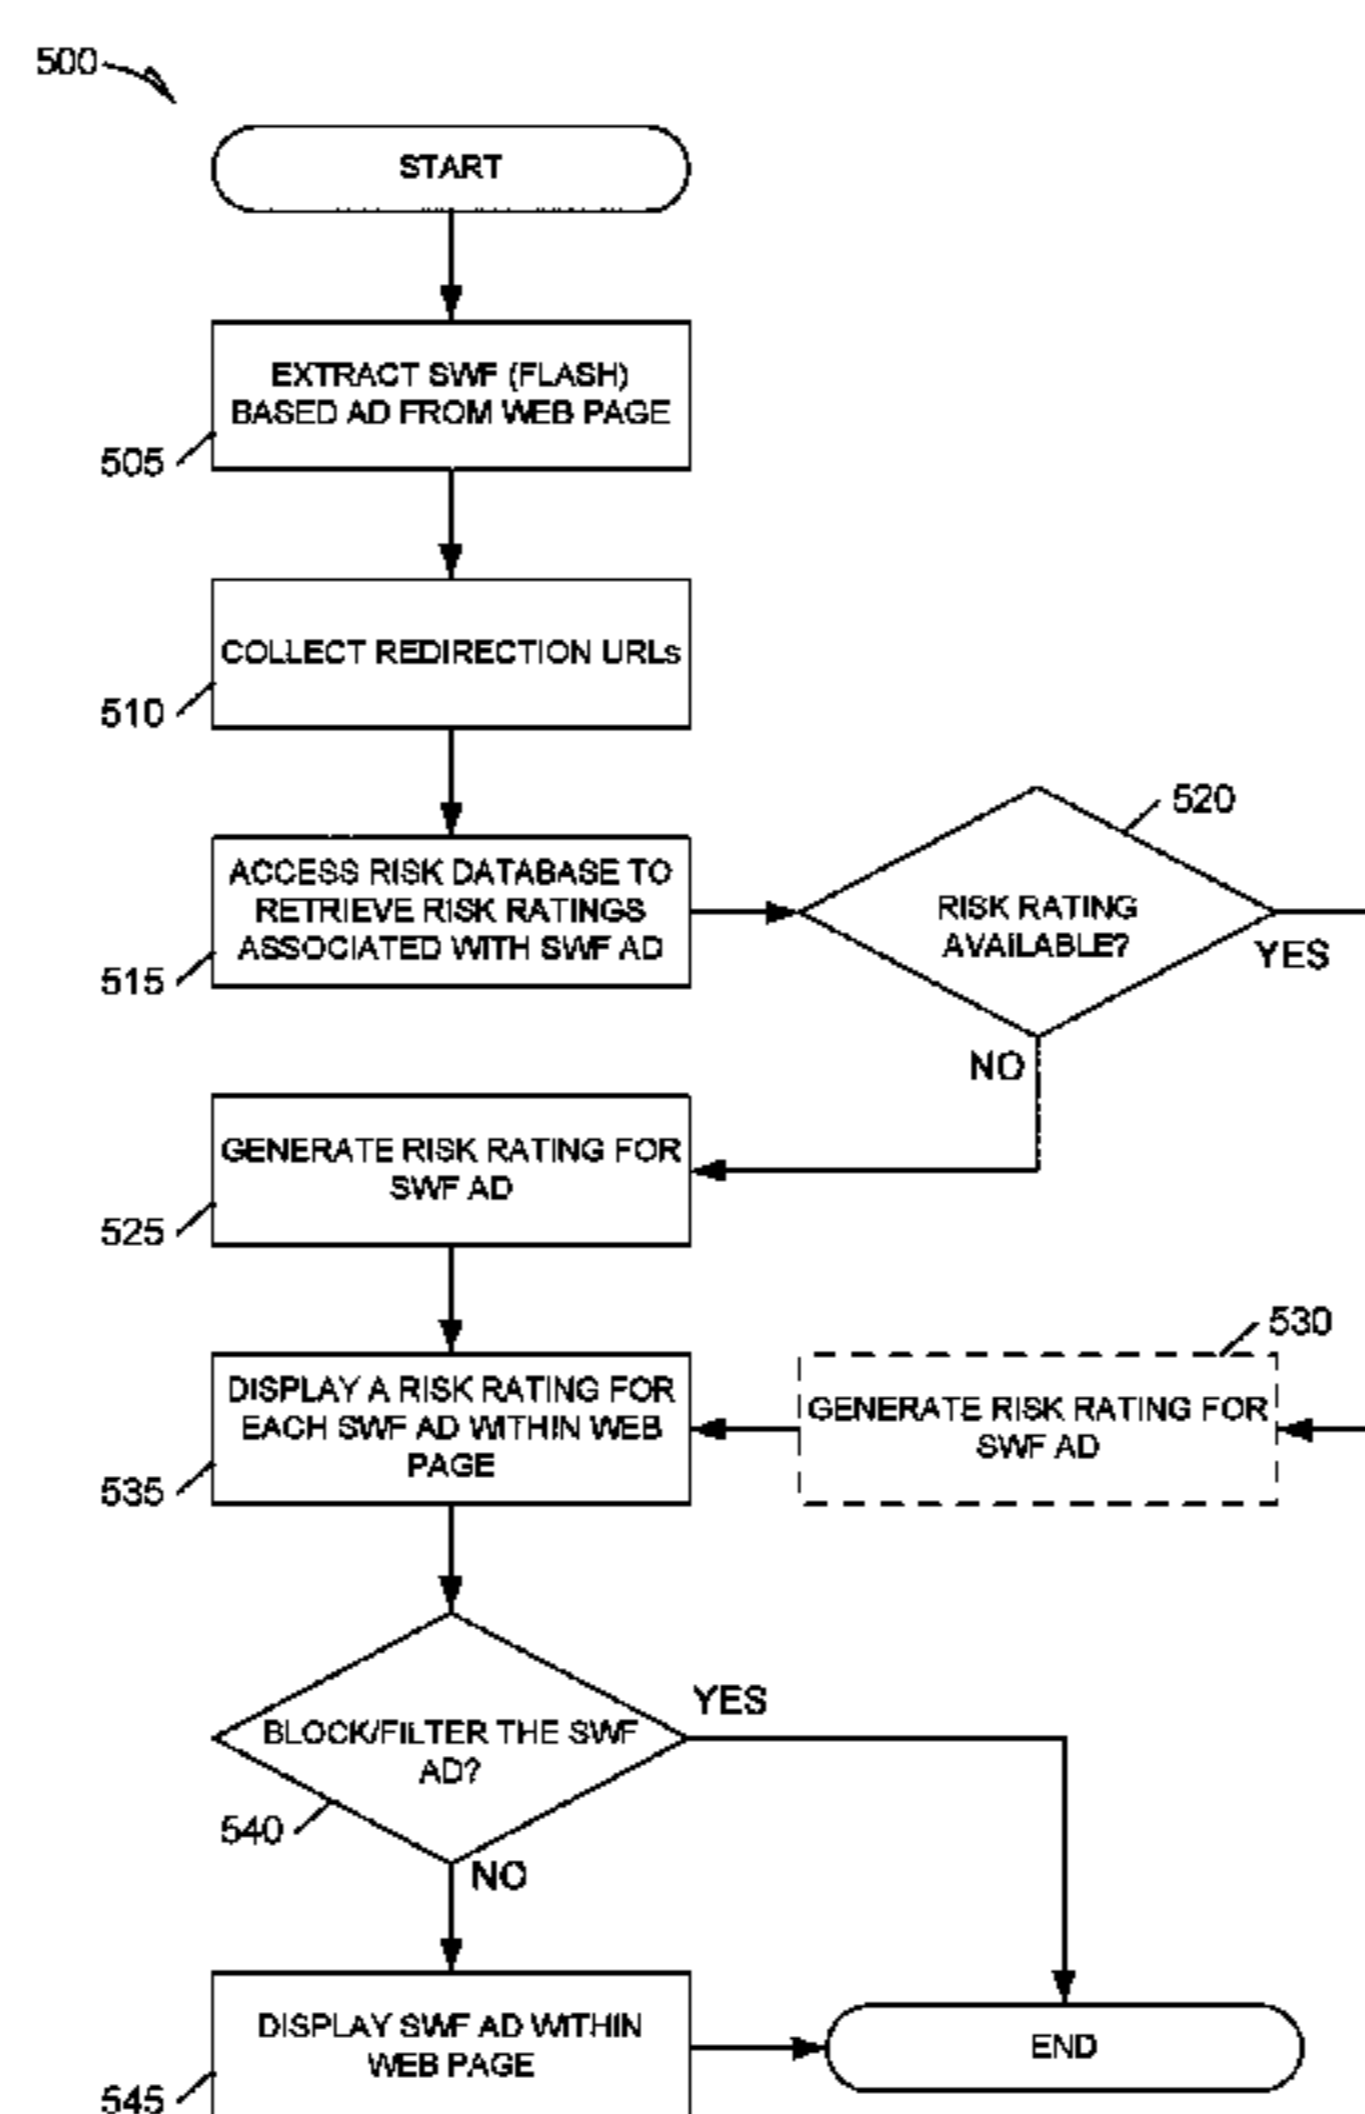 500
START
EXTRACT SWF (FLASH)
BASED AD FROM WEB PAGE
505
COLLECT REDIRECTION URLs
510
520
ACCESS RISK DATABASE TO
RETRIEVE RISK RATINGS
ASSOCIATED WITH SWF AD
515
RISK RATING
AVAILABLE?
YES
NO
GENERATE RISK RATING FOR
SWF AD
525
530
DISPLAY A RISK RATING FOR
EACH SWF AD WITHIN WEB
PAGE
535
GENERATE RISK RATING FOR
SWF AD
YES
BLOCK/FILTER THE SWF
AD?
540
NO
DISPLAY SWF AD WITHIN
WEB PAGE
545
END